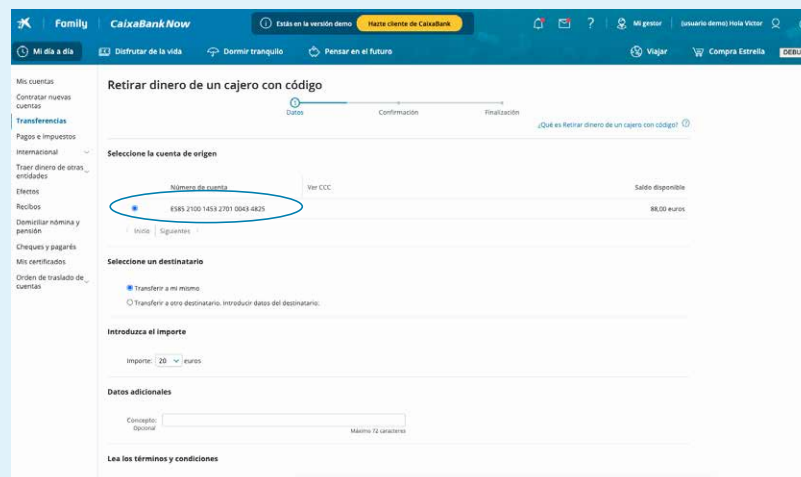 Family CaixaBankNow Estás en la versión demo Hazte cliente de CaixaBank ? Mi gestor (usuario demo) Hola Victor
Mi día a día Disfrutar de la vida Dormir tranquilo Pensar en el futuro Viajar Compra Estrella DEBU
Mis cuentas
Contratar nuevas
cuentas
Transferencias
Pagos e impuestos
Internacional
Traer dinero de otras
entidades
Efectos
Recibos
Domiciliar nómina y
pensión
Cheques y pagarés
Mis certificados
Orden de traslado de
cuentas
Retirar dinero de un cajero con código
1
Datos Confirmación Finalización
¿Qué es Retirar dinero de un cajero con código? ?
Seleccione la cuenta de origen
Número de cuenta Ver CCC Saldo disponible
ES85 2100 1453 2701 0043 4825 88,00 euros
Inicio Siguientes
Seleccione un destinatario
Transferir a mi mismo
Transferir a otro destinatario. Introducir datos del destinatario.
Introduzca el importe
Importe: 20 euros
Datos adicionales
Concepto:
Opcional
Máximo 72 caracteres
Lea los términos y condiciones